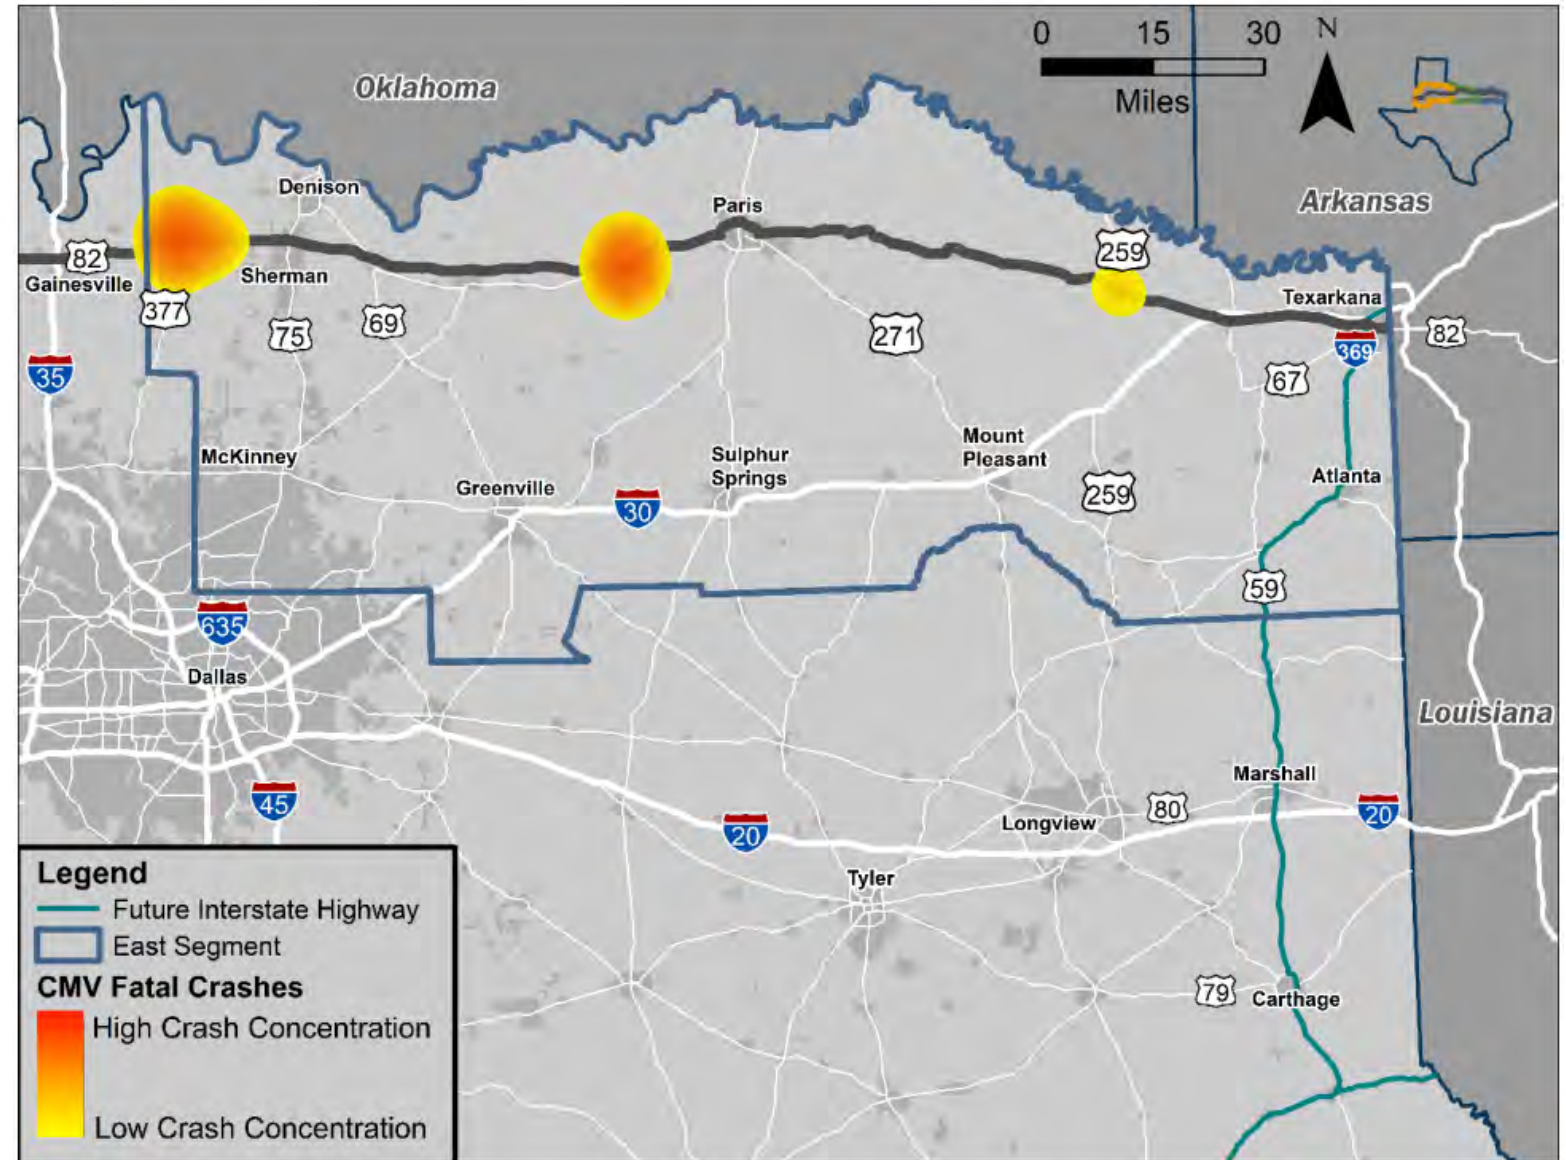 0 15 30
Miles
N
Oklahoma
Arkansas
Denison
Paris
82
259
Gainesville
Sherman
377
75
69
271
Texarkana
82
369
35
67
McKinney
Greenville
30
Sulphur
Springs
Mount
Pleasant
259
Atlanta
59
635
Dallas
Louisiana
45
Marshall
20
Longview
80
20
Tyler
79
Carthage
Legend
Future Interstate Highway
East Segment
CMV Fatal Crashes
High Crash Concentration
Low Crash Concentration